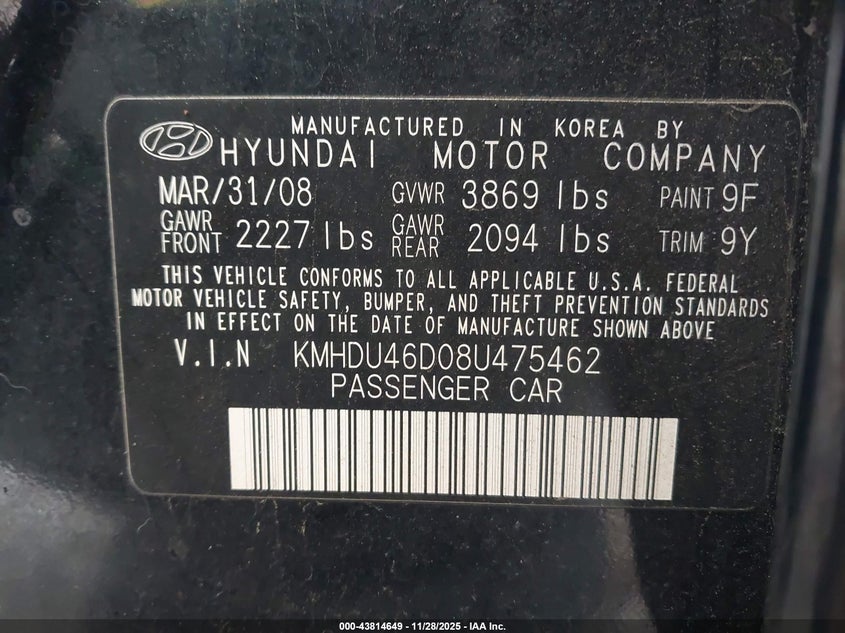 MANUFACTURED IN KOREA BY
HYUNDAI MOTOR COMPANY
MAR/31/08 GVWR 3869 lbs PAINT 9F
GAWR FRONT 2227 lbs GAWR REAR 2094 lbs TRIM 9Y
THIS VEHICLE CONFORMS TO ALL APPLICABLE U.S.A. FEDERAL
MOTOR VEHICLE SAFETY, BUMPER, AND THEFT PREVENTION STANDARDS
IN EFFECT ON THE DATE OF MANUFACTURE SHOWN ABOVE
V.I.N KMHDU46D08U475462
PASSENGER CAR
000-43814649 - 11/28/2025 - IAA Inc.